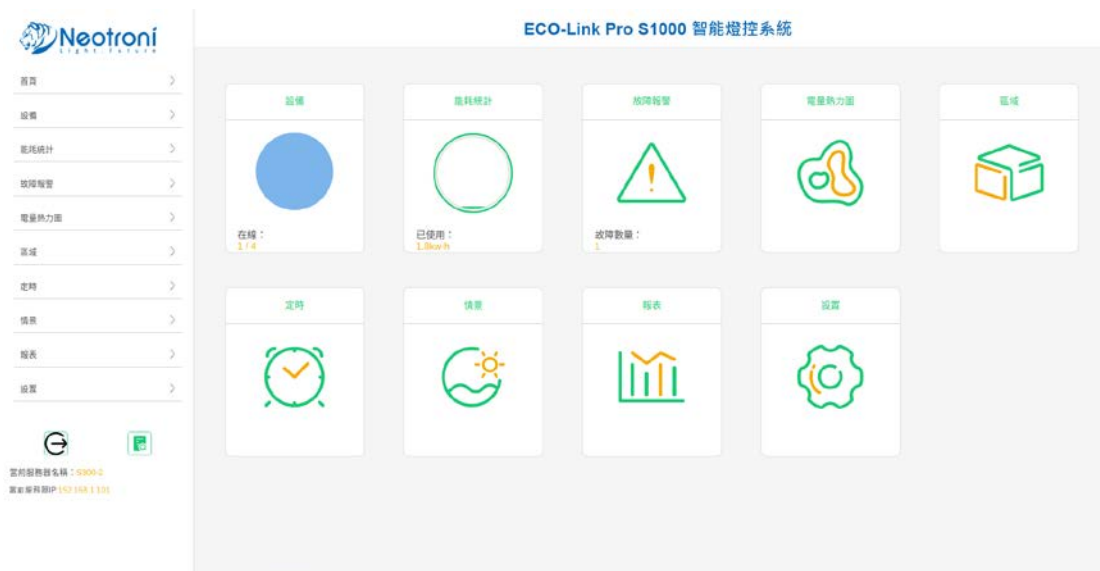 Neotroni
Light Future
ECO-Link Pro S1000 智能燈控系統
首頁
設備
能耗統計
故障報警
電量熱力圖
區域
定時
情景
報表
設置
當前服務器名稱：S300-2
當前服務器IP:192.168.1.101
設備
在線：
1 / 4
能耗統計
已使用：
1.8kw·h
故障報警
故障數量：
1
電量熱力圖
區域
定時
情景
報表
設置